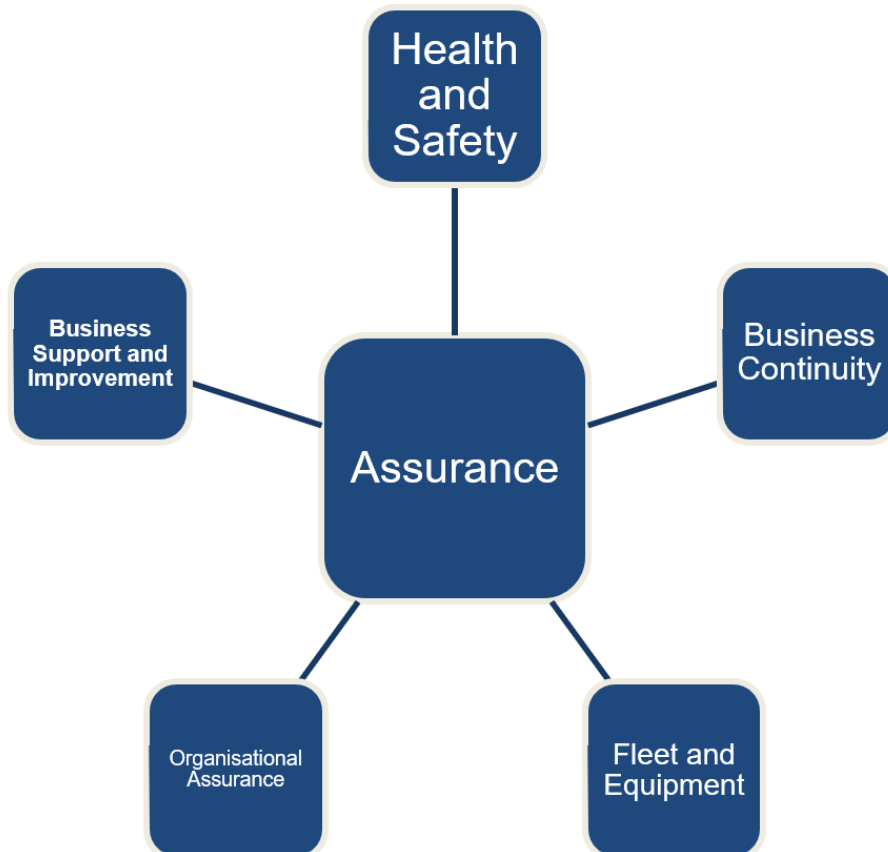 Health
and
Safety
Business
Support and
Improvement
Business
Continuity
Assurance
Organisational
Assurance
Fleet and
Equipment